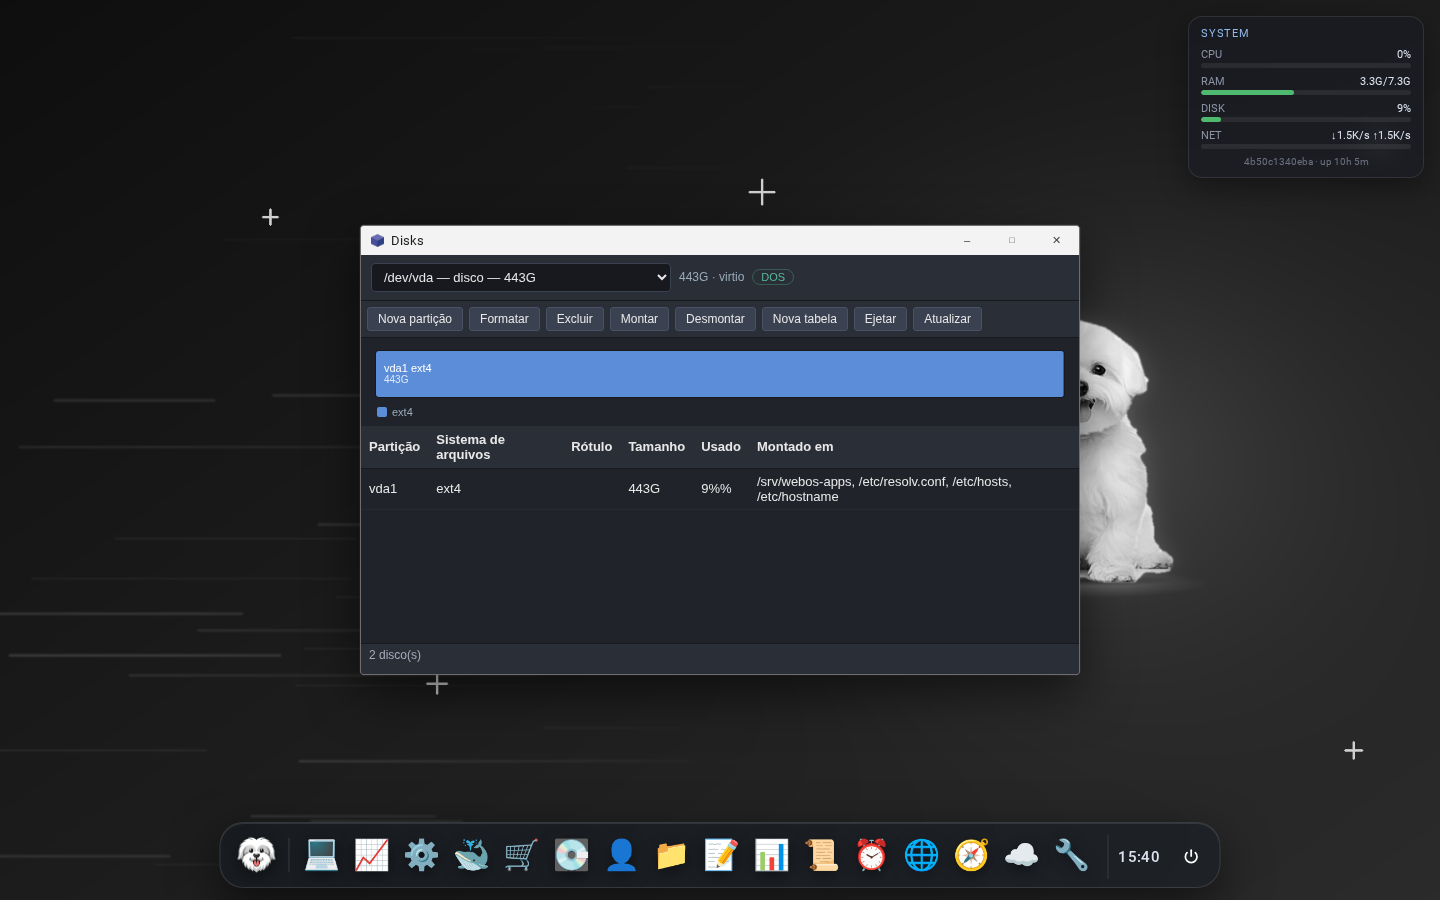 SYSTEM
CPU 0%
RAM 3.3G/7.3G
DISK 9%
NET ↓1.5K/s ↑1.5K/s
4b50c1340eba · up 10h 5m
Disks
/dev/vda — disco — 443G 443G · virtio DOS
Nova partição Formatar Excluir Montar Desmontar Nova tabela Ejetar Atualizar
vda1 ext4
443G
ext4
Partição Sistema de arquivos Rótulo Tamanho Usado Montado em
vda1 ext4 443G 9%% /srv/webos-apps, /etc/resolv.conf, /etc/hosts,
/etc/hostname
2 disco(s)
15:40